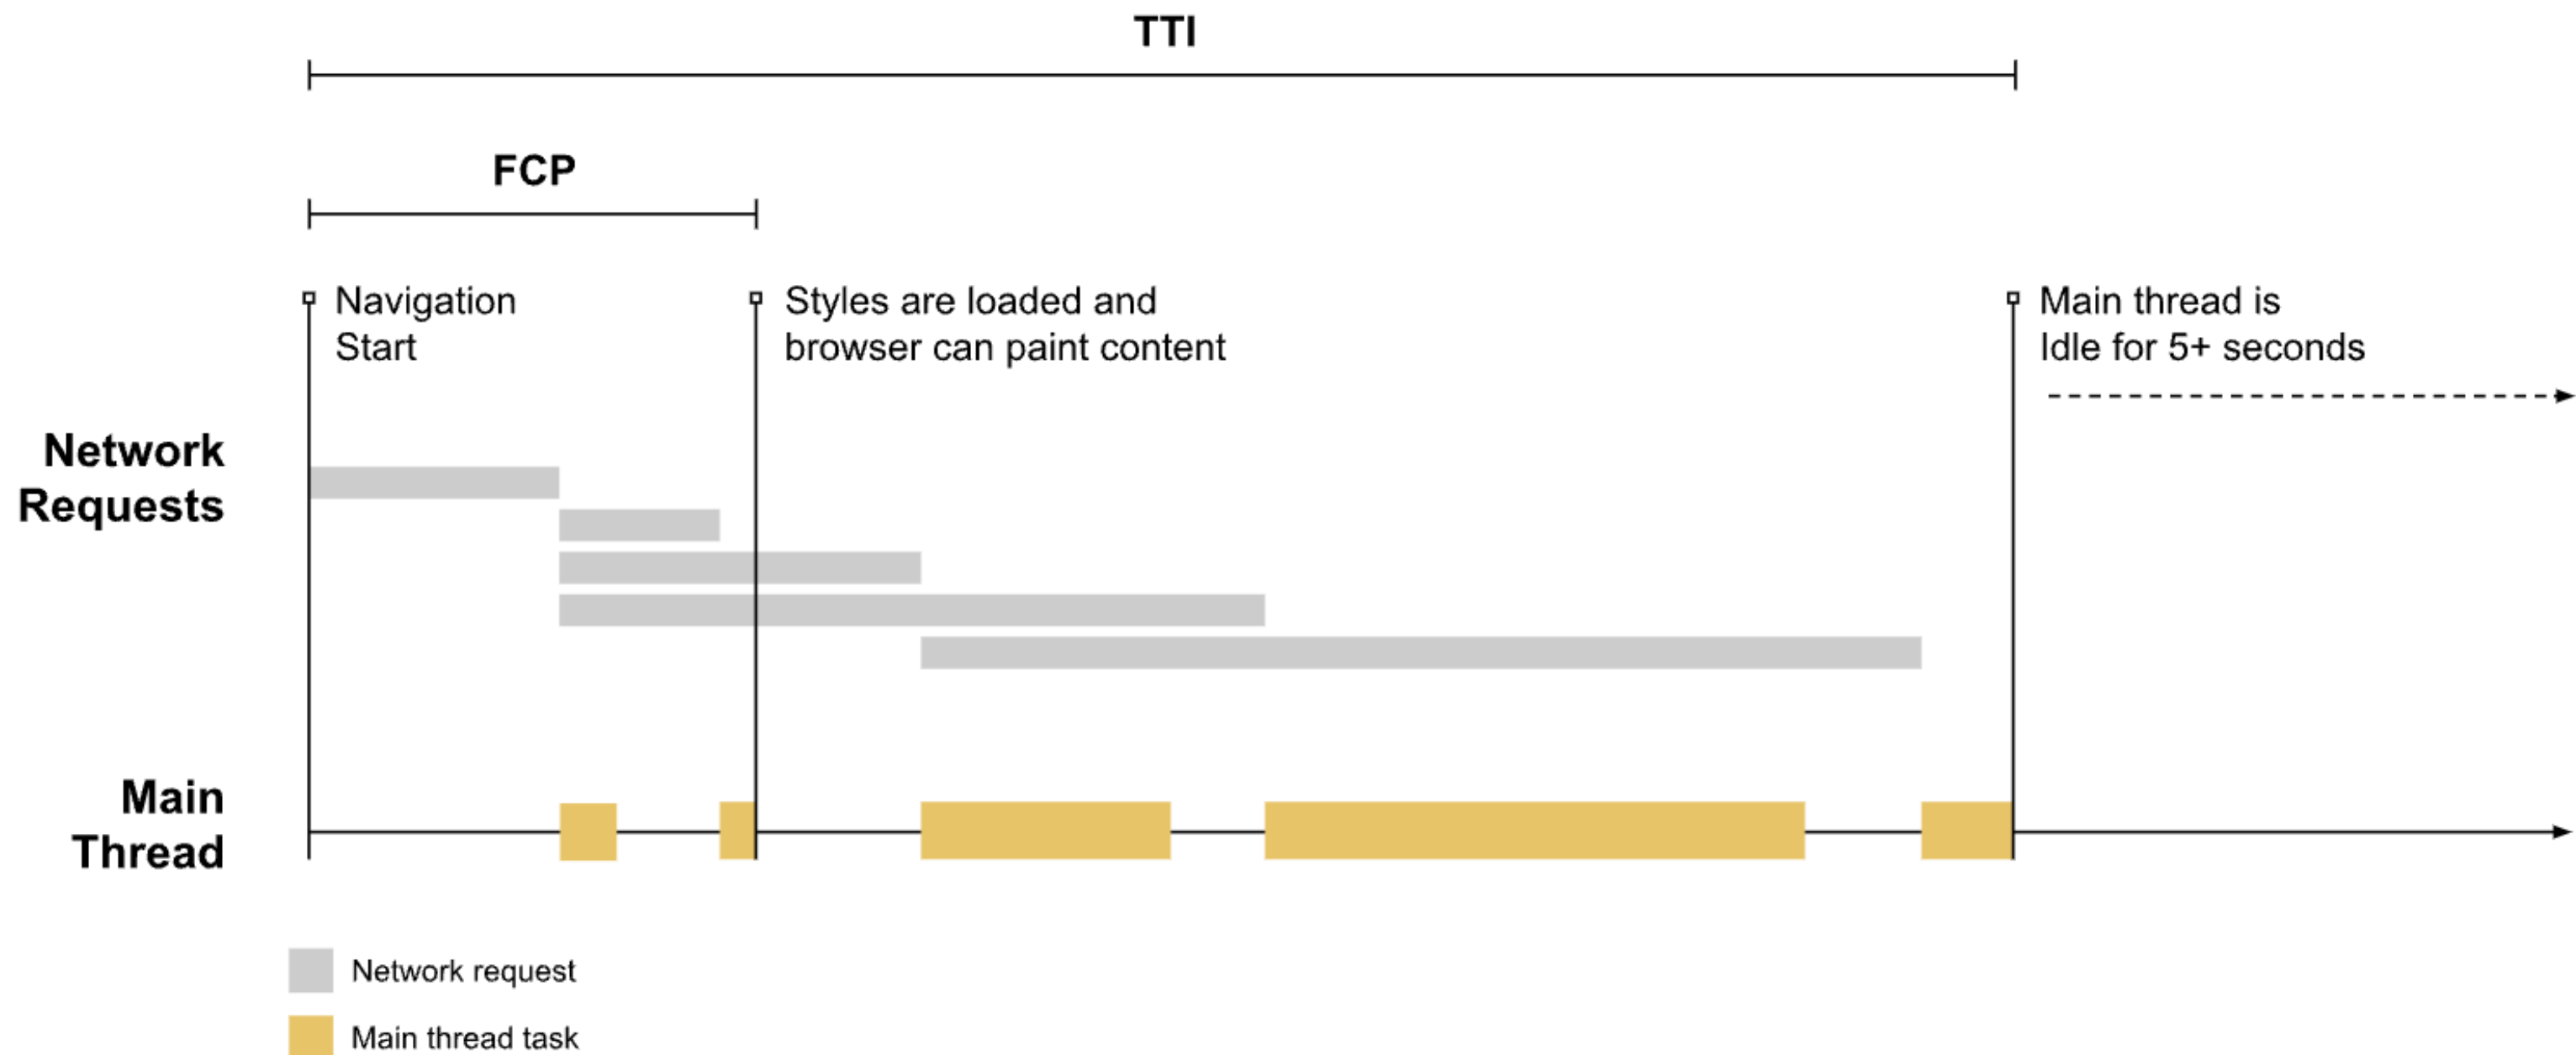 TTI
FCP
Navigation
Start
Styles are loaded and
browser can paint content
Main thread is
Idle for 5+ seconds
Network
Requests
Main
Thread
Network request
Main thread task